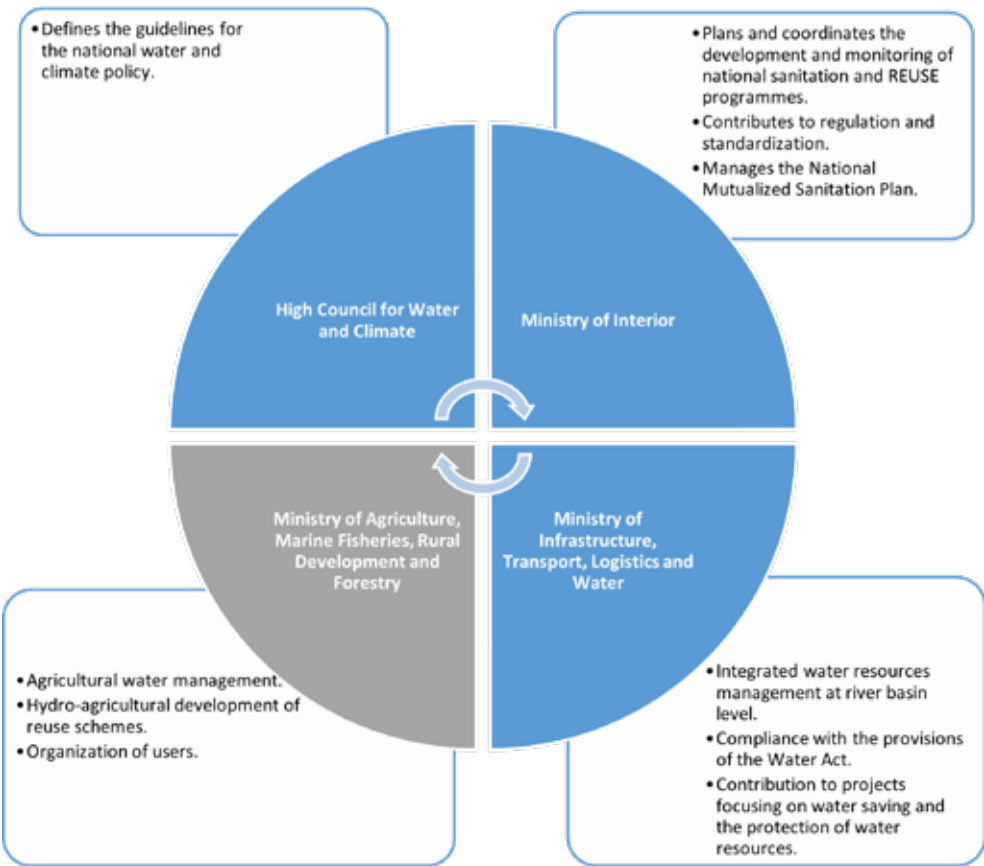 •Defines the guidelines for
the national water and
climate policy.
•Plans and coordinates the
development and monitoring of
national sanitation and REUSE
programmes.
•Contributes to regulation and
standardization.
•Manages the National
Mutualized Sanitation Plan.
High Council for Water
and Climate
Ministry of Interior
Ministry of Agriculture,
Marine Fisheries, Rural
Development and
Forestry
Ministry of
Infrastructure,
Transport, Logistics and
Water
•Agricultural water management.
•Hydro-agricultural development of
reuse schemes.
•Organization of users.
•Integrated water resources
management at river basin
level.
•Compliance with the provisions
of the Water Act.
•Contribution to projects
focusing on water saving and
the protection of water
resources.